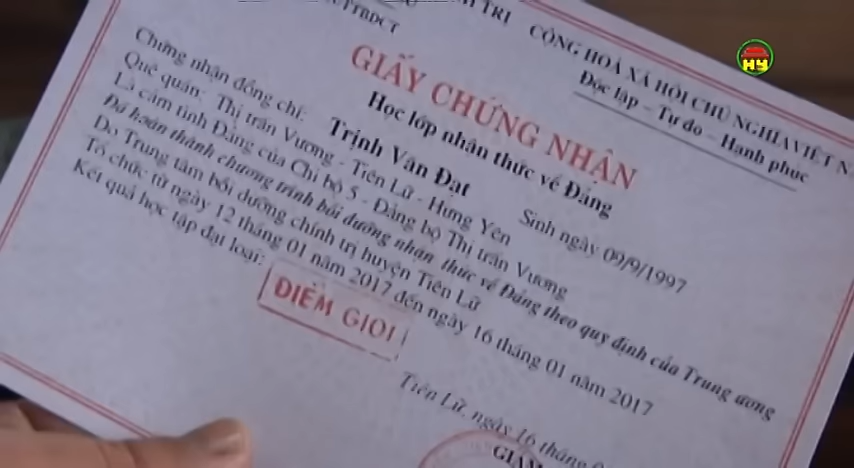 TRỊ
CỘNG HOÀ XÃ HỘI CHỦ NGHĨA VIỆT
TTBDCT
Độc lập - Tự do - Hạnh phúc
HY
GIẤY CHỨNG NHẬN
Học lớp nhận thức về Đảng
Chứng nhận đồng chí: Trịnh Văn Đạt Sinh ngày 09/9/1997
Quê quán: Thị trấn Vương - Tiên Lữ - Hưng Yên
Là cảm tình Đảng của Chi bộ 5 - Đảng bộ Thị trấn Vương
Đã hoàn thành chương trình bồi dưỡng nhận thức về Đảng theo quy định của Trung ương
Do Trung tâm bồi dưỡng chính trị huyện Tiên Lữ
Tổ chức từ ngày 12 tháng 01 năm 2017 đến ngày 16 tháng 01 năm 2017
Kết quả học tập đạt loại: ĐIỂM GIỎI
Tiên Lữ, ngày 16 tháng
GIÁM